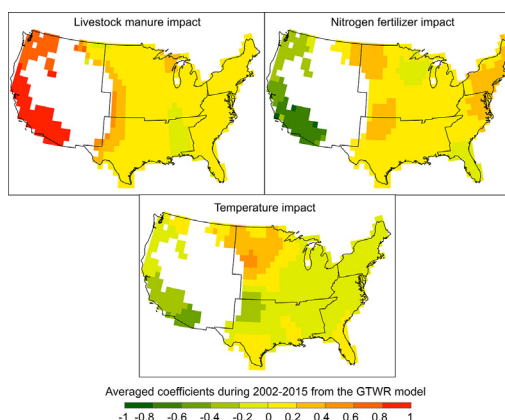 Livestock manure impact
Nitrogen fertilizer impact
Temperature impact
Averaged coefficients during 2002-2015 from the GTWR model
-1 -0.8 -0.6 -0.4 -0.2 0 0.2 0.4 0.6 0.8 1